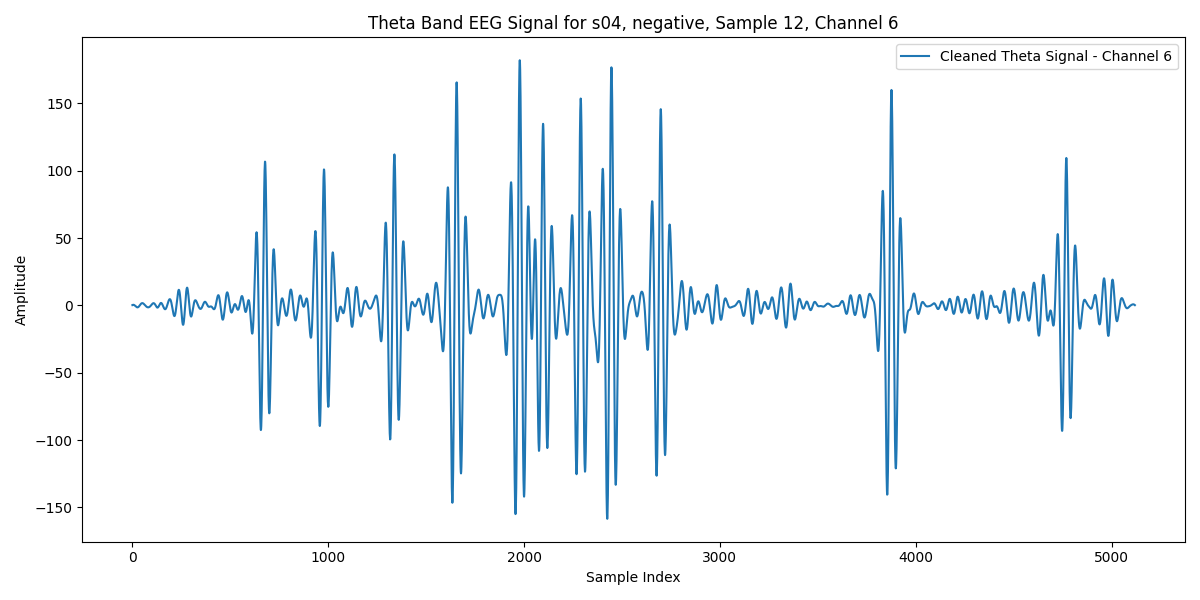 Theta Band EEG Signal for s04, negative, Sample 12, Channel 6
Cleaned Theta Signal - Channel 6
Amplitude
150
100
50
0
−50
−100
−150
0 1000 2000 3000 4000 5000
Sample Index